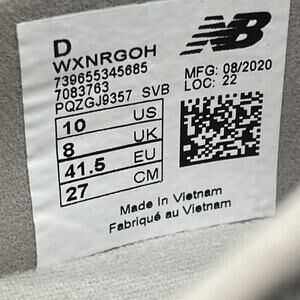 D
WXNRGOH
739655345685
7083763
PQZGJ9357 SVB
NB
MFG: 08/2020
LOC: 22
10 US
8 UK
41.5 EU
27 CM
Made In Vietnam
Fabriqué au Vietnam